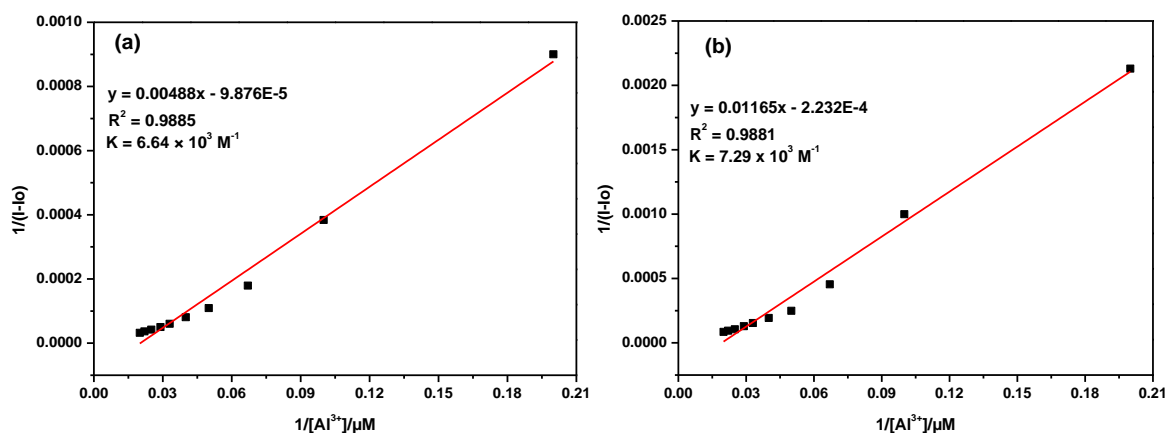 (a)
y = 0.00488x - 9.876E-5
R² = 0.9885
K = 6.64 × 10³ M⁻¹
0.0010
0.0008
0.0006
0.0004
0.0002
0.0000
1/(I-Io)
0.00 0.03 0.06 0.09 0.12 0.15 0.18 0.21
1/[Al³⁺]/µM
(b)
y = 0.01165x - 2.232E-4
R² = 0.9881
K = 7.29 x 10³ M⁻¹
0.0025
0.0020
0.0015
0.0010
0.0005
0.0000
1/(I-Io)
0.00 0.03 0.06 0.09 0.12 0.15 0.18 0.21
1/[Al³⁺]/µM